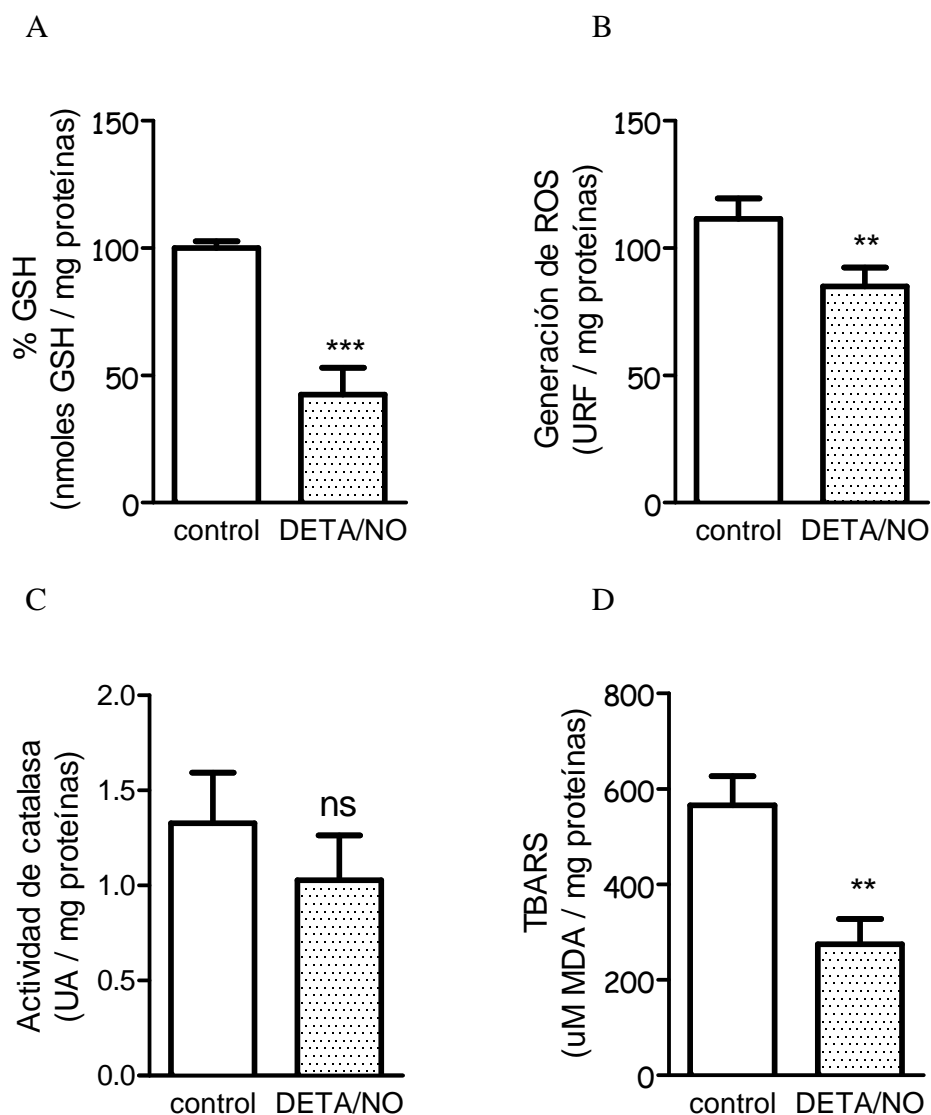 A
B
% GSH
(nmoles GSH / mg proteínas)
150
100
50
0
***
control DETA/NO
Generación de ROS
(URF / mg proteínas)
150
100
50
0
**
control DETA/NO
C
D
Actividad de catalasa
(UA / mg proteínas)
2.0
1.5
1.0
0.5
0.0
ns
control DETA/NO
TBARS
(uM MDA / mg proteínas)
800
600
400
200
0
**
control DETA/NO